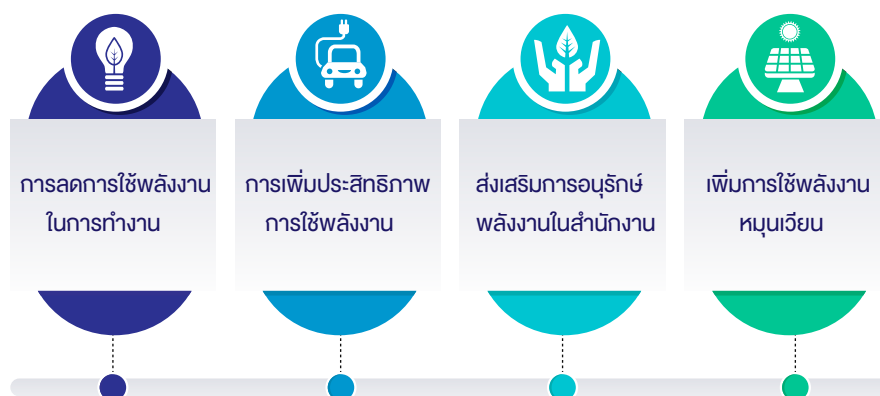 การลดการใช้พลังงาน
ในการทำงาน
การเพิ่มประสิทธิภาพ
การใช้พลังงาน
ส่งเสริมการอนุรักษ์
พลังงานในสำนักงาน
เพิ่มการใช้พลังงาน
หมุนเวียน